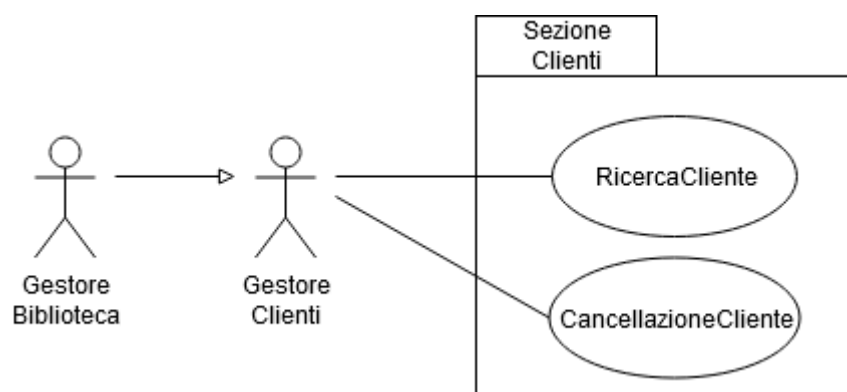 Sezione
Clienti
RicercaCliente
CancellazioneCliente
Gestore
Biblioteca
Gestore
Clienti